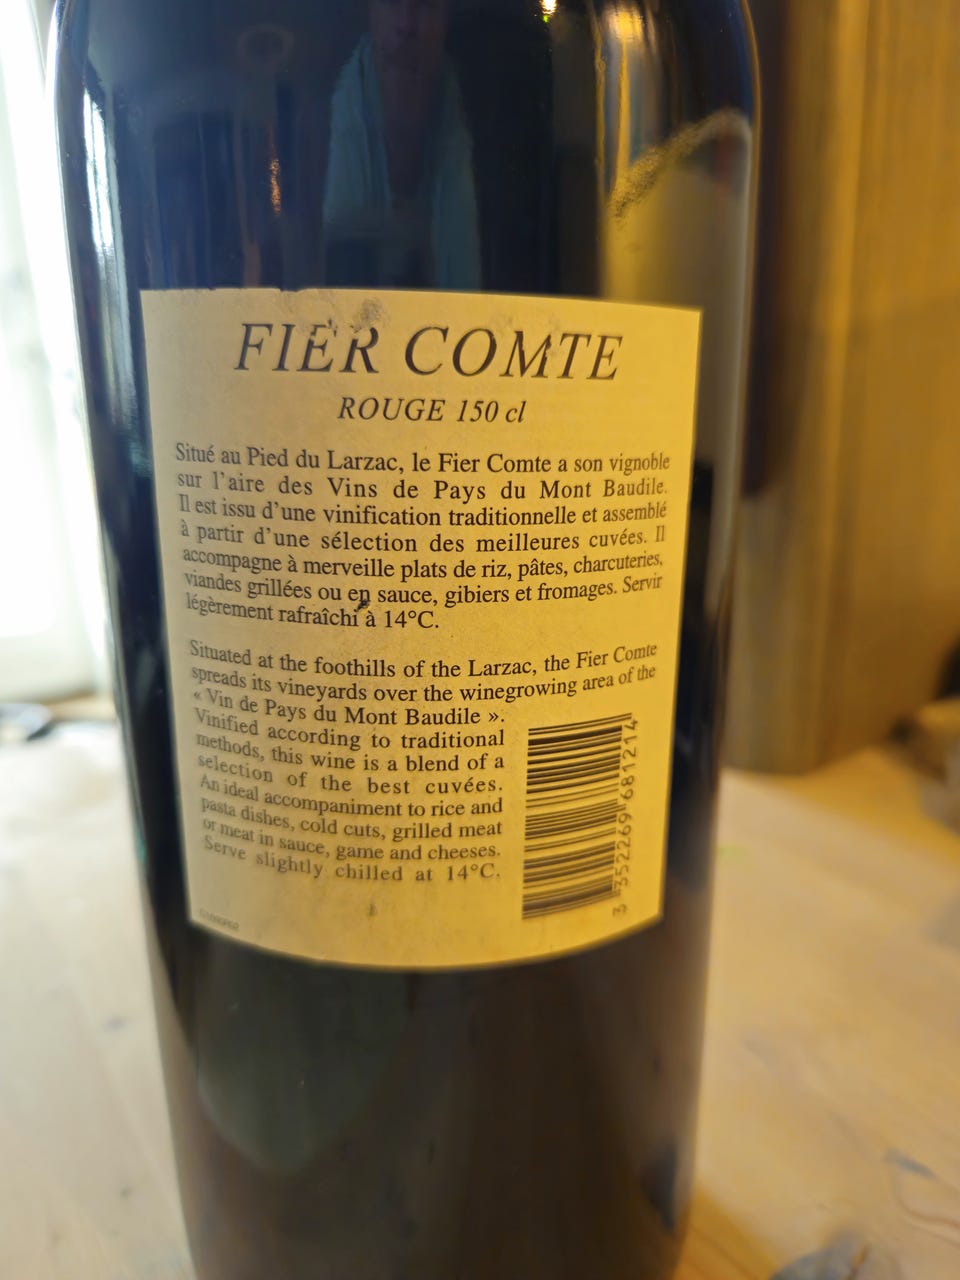 FIER COMTE
ROUGE 150 cl
Situé au Pied du Larzac, le Fier Comte a son vignoble
sur l'aire des Vins de Pays du Mont Baudile.
Il est issu d'une vinification traditionnelle et assemblé
à partir d'une sélection des meilleures cuvées. Il
accompagne à merveille plats de riz, pâtes, charcuteries,
viandes grillées ou en sauce, gibiers et fromages. Servir
légèrement rafraîchi à 14°C.
Situated at the foothills of the Larzac, the Fier Comte
spreads its vineyards over the winegrowing area of the
« Vin de Pays du Mont Baudile ».
Vinified according to traditional
methods, this wine is a blend of a
selection of the best cuvées.
An ideal accompaniment to rice and
pasta dishes, cold cuts, grilled meat
or meat in sauce, game and cheeses.
Serve slightly chilled at 14°C.
3 352269 681214